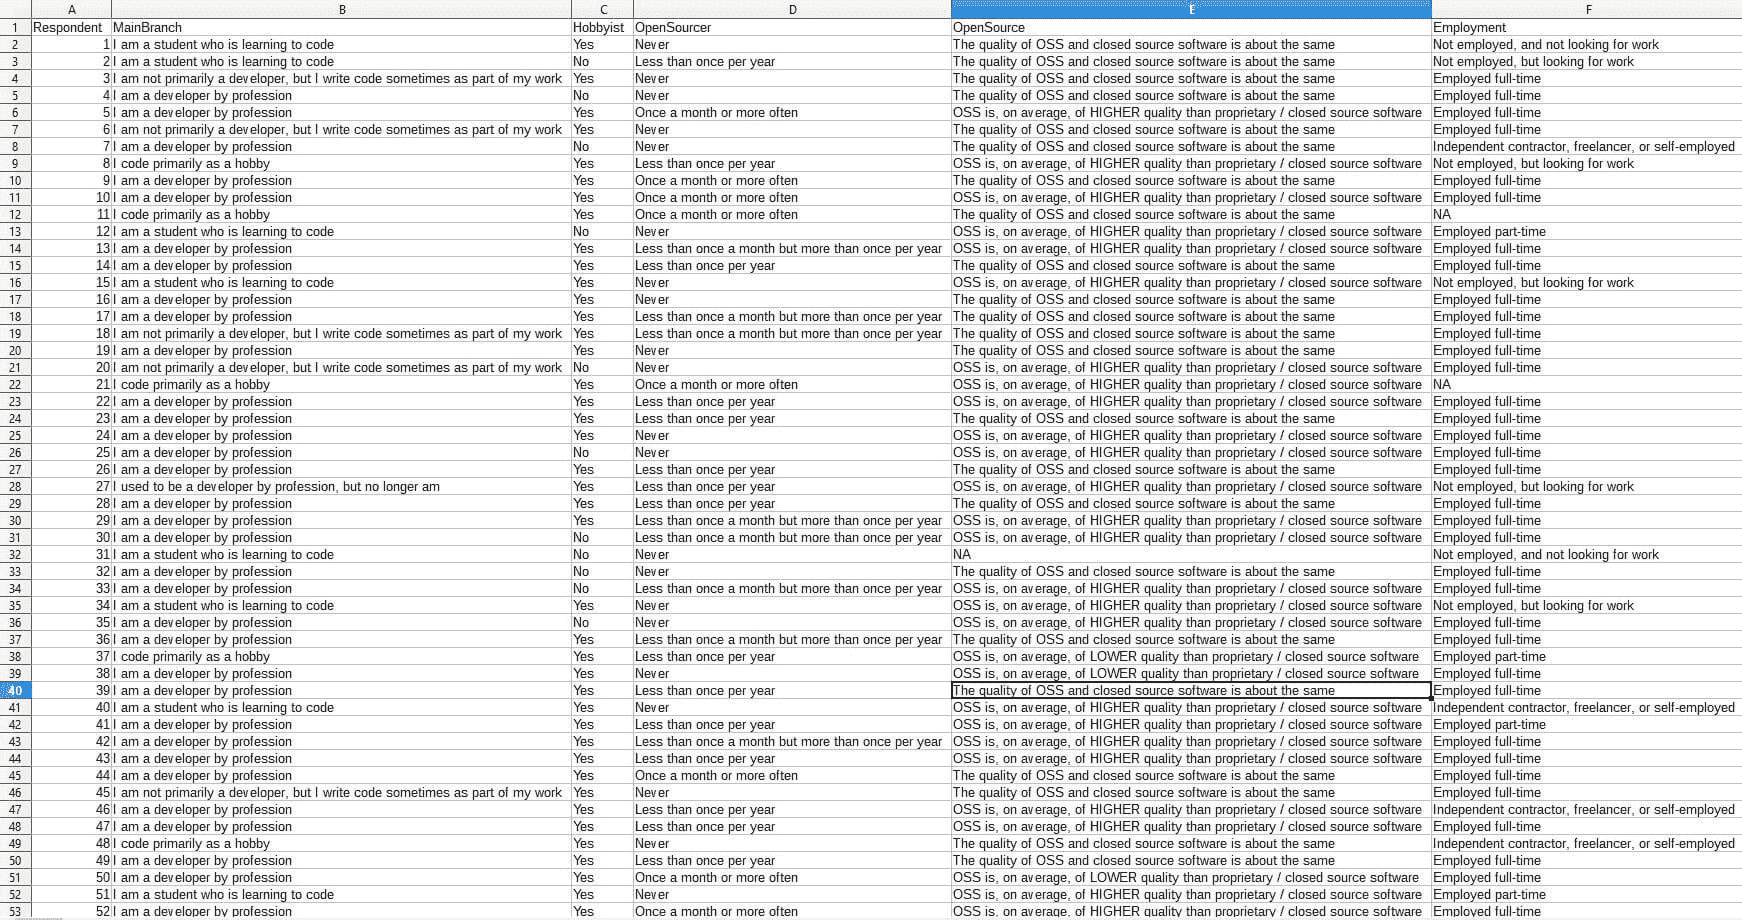 A B C D E F
1 Respondent MainBranch Hobbyist OpenSourcer OpenSource Employment
2 1 I am a student who is learning to code Yes Never The quality of OSS and closed source software is about the same Not employed, and not looking for work
3 2 I am a student who is learning to code No Less than once per year The quality of OSS and closed source software is about the same Not employed, but looking for work
4 3 I am not primarily a developer, but I write code sometimes as part of my work Yes Never The quality of OSS and closed source software is about the same Employed full-time
5 4 I am a developer by profession No Never The quality of OSS and closed source software is about the same Employed full-time
6 5 I am a developer by profession Yes Once a month or more often OSS is, on average, of HIGHER quality than proprietary / closed source software Employed full-time
7 6 I am not primarily a developer, but I write code sometimes as part of my work Yes Never The quality of OSS and closed source software is about the same Employed full-time
8 7 I am a developer by profession No Never The quality of OSS and closed source software is about the same Independent contractor, freelancer, or self-employed
9 8 I code primarily as a hobby Yes Less than once per year OSS is, on average, of HIGHER quality than proprietary / closed source software Not employed, but looking for work
10 9 I am a developer by profession Yes Once a month or more often The quality of OSS and closed source software is about the same Employed full-time
11 10 I am a developer by profession Yes Once a month or more often OSS is, on average, of HIGHER quality than proprietary / closed source software Employed full-time
12 11 I code primarily as a hobby Yes Once a month or more often The quality of OSS and closed source software is about the same NA
13 12 I am a student who is learning to code No Never OSS is, on average, of HIGHER quality than proprietary / closed source software Employed part-time
14 13 I am a developer by profession Yes Less than once a month but more than once per year OSS is, on average, of HIGHER quality than proprietary / closed source software Employed full-time
15 14 I am a developer by profession Yes Less than once per year The quality of OSS and closed source software is about the same Employed full-time
16 15 I am a student who is learning to code Yes Never OSS is, on average, of HIGHER quality than proprietary / closed source software Not employed, but looking for work
17 16 I am a developer by profession Yes Never The quality of OSS and closed source software is about the same Employed full-time
18 17 I am a developer by profession Yes Less than once a month but more than once per year The quality of OSS and closed source software is about the same Employed full-time
19 18 I am not primarily a developer, but I write code sometimes as part of my work Yes Less than once a month but more than once per year The quality of OSS and closed source software is about the same Employed full-time
20 19 I am a developer by profession Yes Never The quality of OSS and closed source software is about the same Employed full-time
21 20 I am not primarily a developer, but I write code sometimes as part of my work No Never OSS is, on average, of HIGHER quality than proprietary / closed source software Employed full-time
22 21 I code primarily as a hobby Yes Once a month or more often OSS is, on average, of HIGHER quality than proprietary / closed source software NA
23 22 I am a developer by profession Yes Less than once per year OSS is, on average, of HIGHER quality than proprietary / closed source software Employed full-time
24 23 I am a developer by profession Yes Less than once per year The quality of OSS and closed source software is about the same Employed full-time
25 24 I am a developer by profession Yes Never OSS is, on average, of HIGHER quality than proprietary / closed source software Employed full-time
26 25 I am a developer by profession No Never OSS is, on average, of HIGHER quality than proprietary / closed source software Employed full-time
27 26 I am a developer by profession Yes Less than once per year The quality of OSS and closed source software is about the same Employed full-time
28 27 I used to be a developer by profession, but no longer am Yes Less than once per year OSS is, on average, of HIGHER quality than proprietary / closed source software Not employed, but looking for work
29 28 I am a developer by profession Yes Less than once per year The quality of OSS and closed source software is about the same Employed full-time
30 29 I am a developer by profession Yes Less than once a month but more than once per year OSS is, on average, of HIGHER quality than proprietary / closed source software Employed full-time
31 30 I am a developer by profession No Less than once a month but more than once per year OSS is, on average, of HIGHER quality than proprietary / closed source software Employed full-time
32 31 I am a student who is learning to code No Never NA Not employed, and not looking for work
33 32 I am a developer by profession No Never The quality of OSS and closed source software is about the same Employed full-time
34 33 I am a developer by profession No Less than once a month but more than once per year OSS is, on average, of HIGHER quality than proprietary / closed source software Employed full-time
35 34 I am a student who is learning to code Yes Never OSS is, on average, of HIGHER quality than proprietary / closed source software Not employed, but looking for work
36 35 I am a developer by profession No Never OSS is, on average, of HIGHER quality than proprietary / closed source software Employed full-time
37 36 I am a developer by profession Yes Less than once a month but more than once per year The quality of OSS and closed source software is about the same Employed full-time
38 37 I code primarily as a hobby Yes Less than once per year OSS is, on average, of LOWER quality than proprietary / closed source software Employed part-time
39 38 I am a developer by profession Yes Never OSS is, on average, of LOWER quality than proprietary / closed source software Employed full-time
40 39 I am a developer by profession Yes Less than once per year The quality of OSS and closed source software is about the same Employed full-time
41 40 I am a student who is learning to code Yes Never OSS is, on average, of HIGHER quality than proprietary / closed source software Independent contractor, freelancer, or self-employed
42 41 I am a developer by profession Yes Less than once per year OSS is, on average, of HIGHER quality than proprietary / closed source software Employed part-time
43 42 I am a developer by profession Yes Less than once a month but more than once per year OSS is, on average, of HIGHER quality than proprietary / closed source software Employed full-time
44 43 I am a developer by profession Yes Less than once per year OSS is, on average, of HIGHER quality than proprietary / closed source software Employed full-time
45 44 I am a developer by profession Yes Once a month or more often The quality of OSS and closed source software is about the same Employed full-time
46 45 I am not primarily a developer, but I write code sometimes as part of my work Yes Never The quality of OSS and closed source software is about the same Employed full-time
47 46 I am a developer by profession Yes Less than once per year OSS is, on average, of HIGHER quality than proprietary / closed source software Independent contractor, freelancer, or self-employed
48 47 I am a developer by profession Yes Less than once per year OSS is, on average, of HIGHER quality than proprietary / closed source software Employed full-time
49 48 I code primarily as a hobby Yes Never The quality of OSS and closed source software is about the same Independent contractor, freelancer, or self-employed
50 49 I am a developer by profession Yes Less than once per year The quality of OSS and closed source software is about the same Employed full-time
51 50 I am a developer by profession Yes Once a month or more often OSS is, on average, of LOWER quality than proprietary / closed source software Employed full-time
52 51 I am a student who is learning to code Yes Never OSS is, on average, of HIGHER quality than proprietary / closed source software Employed part-time
53 52 I am a developer by profession Yes Once a month or more often OSS is, on average, of HIGHER quality than proprietary / closed source software Employed full-time